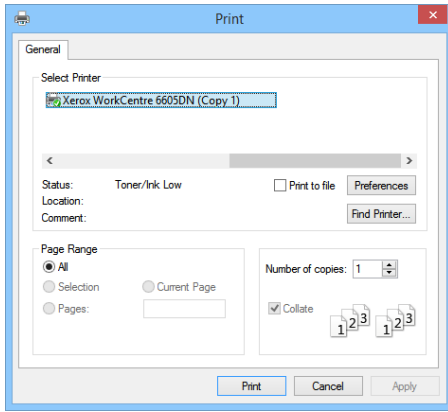 Print
General
Select Printer
Xerox WorkCentre 6605DN (Copy 1)
Status: Toner/Ink Low
Print to file
Preferences
Location:
Comment:
Find Printer...
Page Range
All
Selection
Current Page
Pages:
Number of copies: 1
Collate
1 2 3 1 2 3
Print Cancel Apply